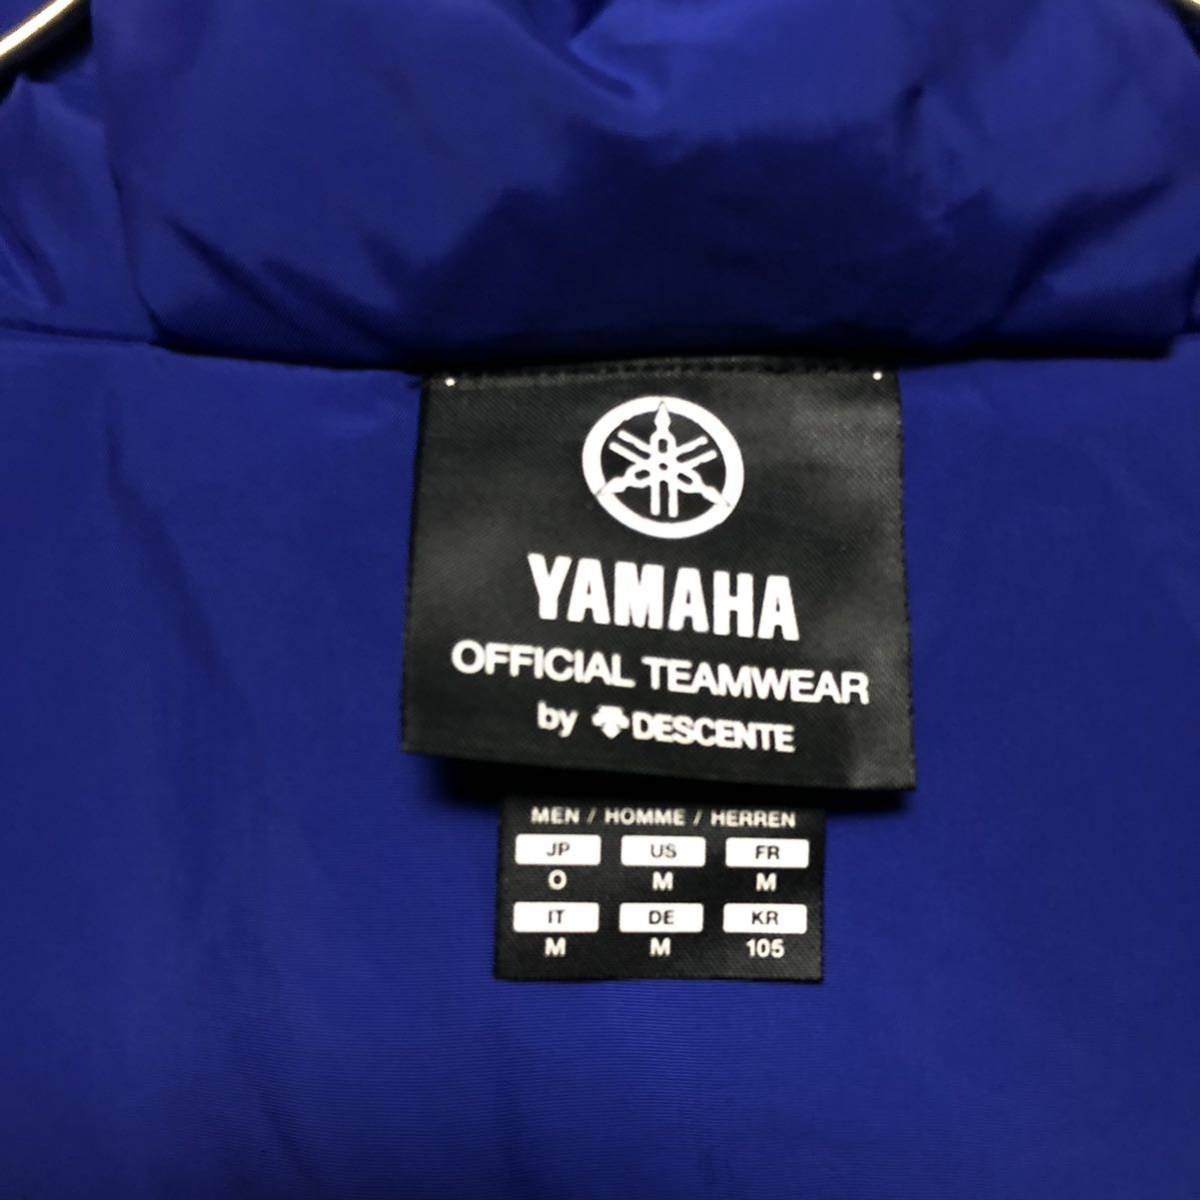 YAMAHA
OFFICIAL TEAMWEAR
by DESCENTE
MEN / HOMME / HERREN
JP US FR
O M M
IT DE KR
M M 105